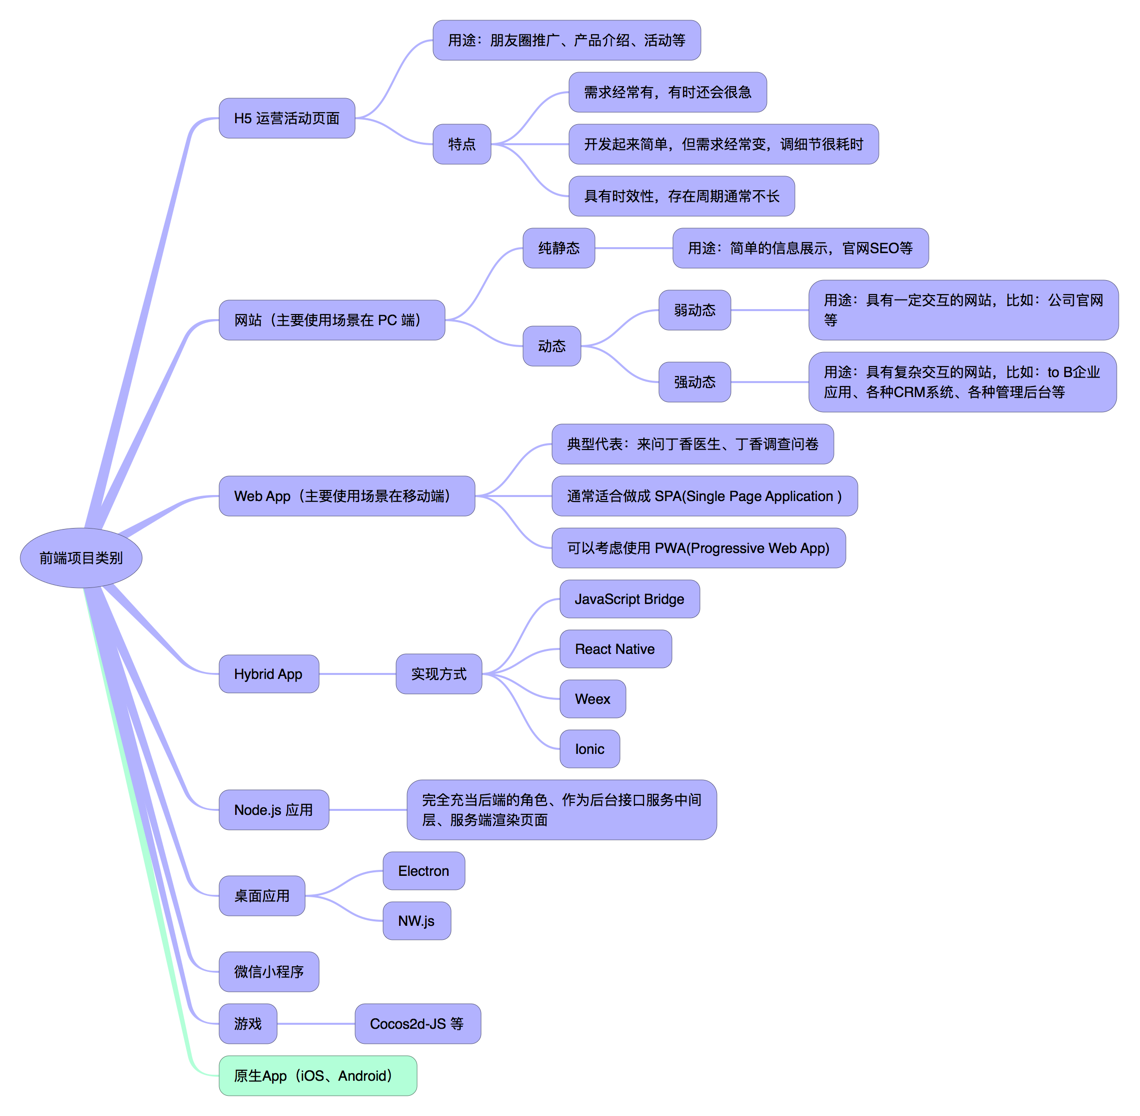 前端项目类别
H5 运营活动页面
用途：朋友圈推广、产品介绍、活动等
特点
需求经常有，有时还会很急
开发起来简单，但需求经常变，调细节很耗时
具有时效性，存在周期通常不长
网站（主要使用场景在 PC 端）
纯静态
用途：简单的信息展示，官网SEO等
动态
弱动态
用途：具有一定交互的网站，比如：公司官网
等
强动态
用途：具有复杂交互的网站，比如：to B企业
应用、各种CRM系统、各种管理后台等
Web App（主要使用场景在移动端）
典型代表：来问丁香医生、丁香调查问卷
通常适合做成 SPA(Single Page Application )
可以考虑使用 PWA(Progressive Web App)
Hybrid App
实现方式
JavaScript Bridge
React Native
Weex
Ionic
Node.js 应用
完全充当后端的角色、作为后台接口服务中间
层、服务端渲染页面
桌面应用
Electron
NW.js
微信小程序
游戏
Cocos2d-JS 等
原生App（iOS、Android）